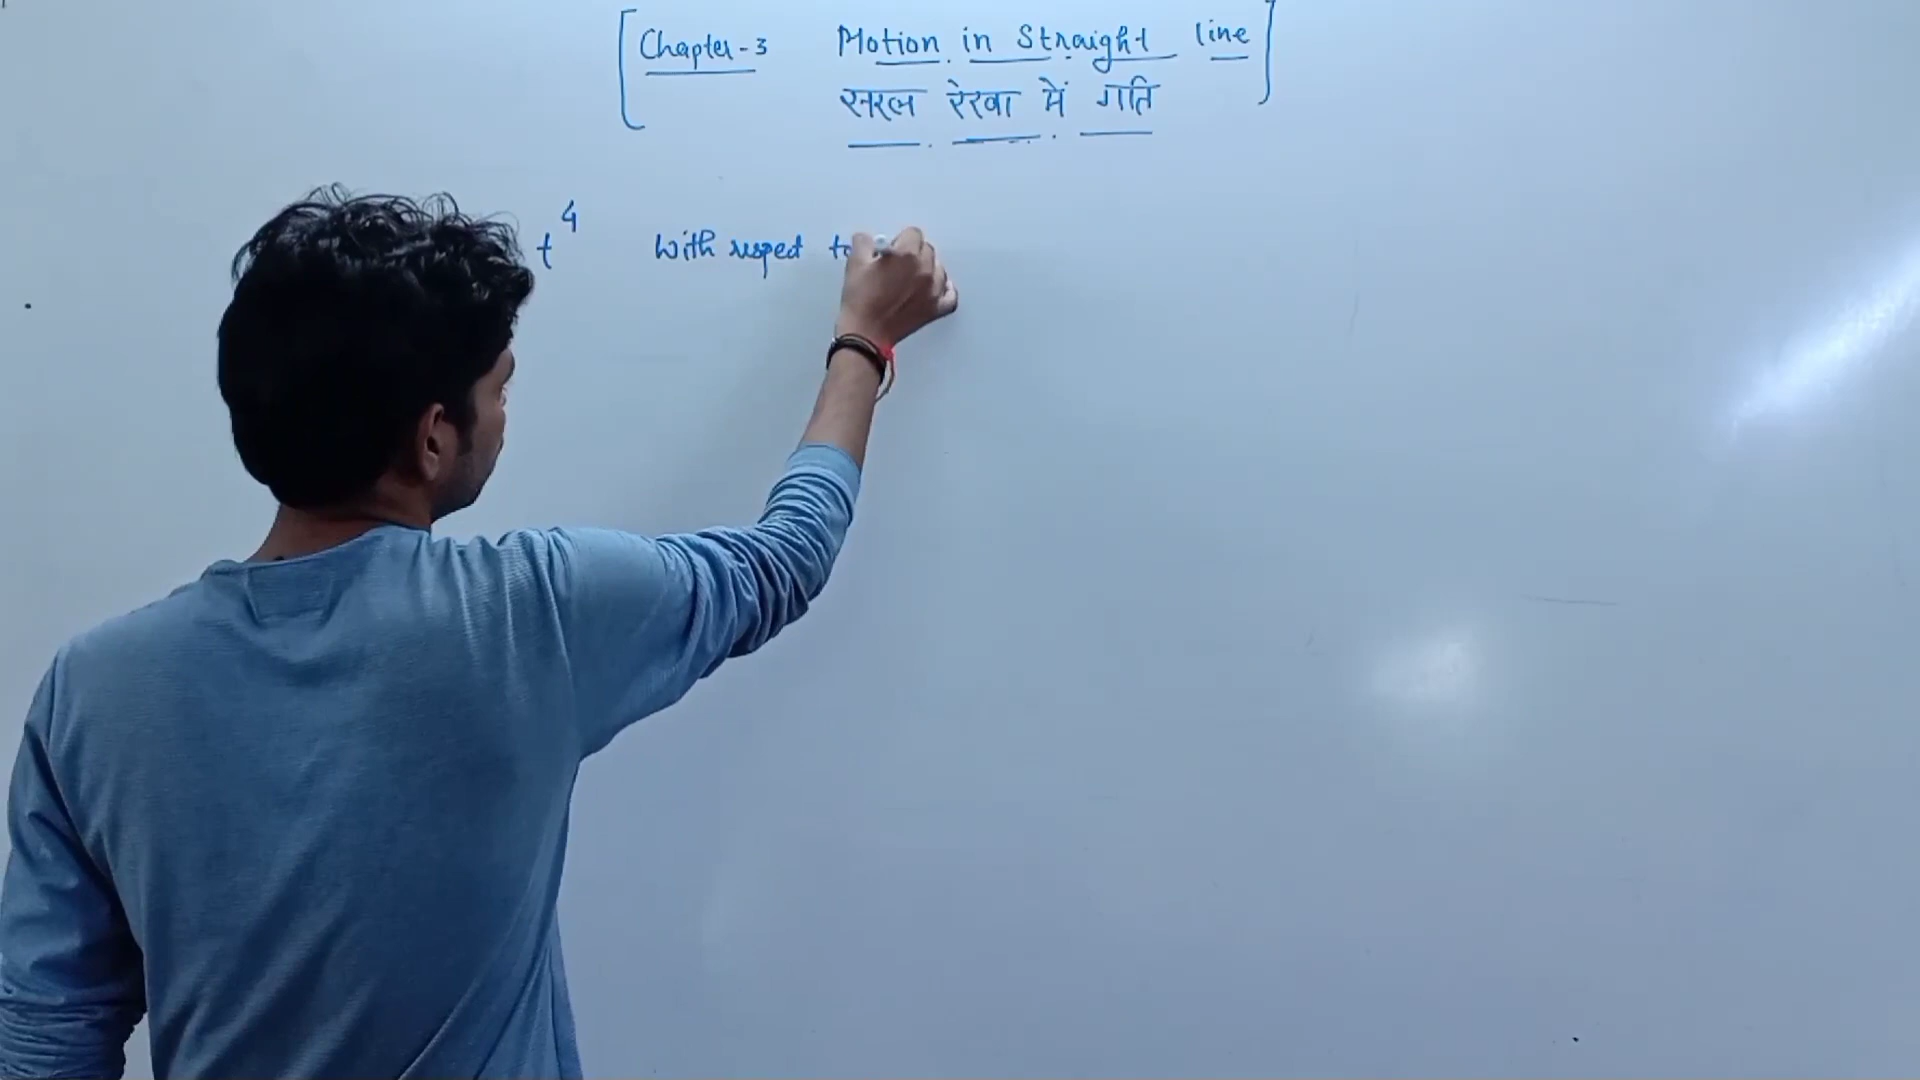 [Chapter-3 Motion in Straight line]
सरल रेखा में गति
t⁴ With respect to